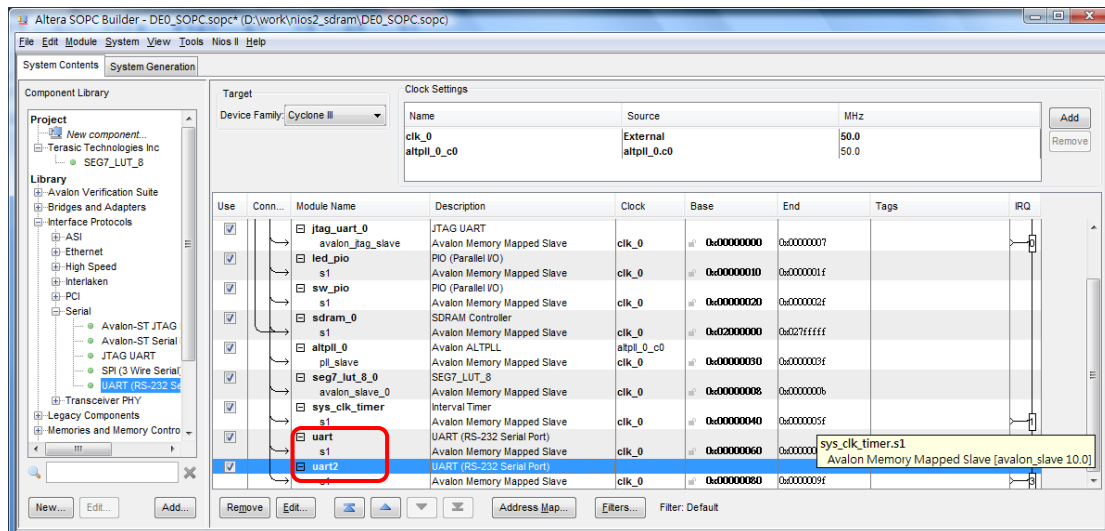 Altera SOPC Builder - DE0_SOPC.sopc* (D:\work\nios2_sdram\DE0_SOPC.sopc)
File Edit Module System View Tools Nios II Help
System Contents System Generation
Component Library
Project
New component...
Terasic Technologies Inc
SEG7_LUT_8
Library
Avalon Verification Suite
Bridges and Adapters
Interface Protocols
ASI
Ethernet
High Speed
Interlaken
PCI
Serial
Avalon-ST JTAG
Avalon-ST Serial
JTAG UART
SPI (3 Wire Serial)
UART (RS-232 Se
Transceiver PHY
Legacy Components
Memories and Memory Contro
New... Edit... Add...
Target
Device Family: Cyclone III
Clock Settings
Name Source MHz
clk_0 External 50.0
altpll_0_c0 altpll_0.c0 50.0
Add
Remove
Use Conn... Module Name Description Clock Base End Tags IRQ
jtag_uart_0 JTAG UART
avalon_jtag_slave Avalon Memory Mapped Slave clk_0 0x00000000 0x00000007 0
led_pio PIO (Parallel I/O)
s1 Avalon Memory Mapped Slave clk_0 0x00000010 0x0000001f
sw_pio PIO (Parallel I/O)
s1 Avalon Memory Mapped Slave clk_0 0x00000020 0x0000002f
sdram_0 SDRAM Controller
s1 Avalon Memory Mapped Slave clk_0 0x02000000 0x027fffff
altpll_0 Avalon ALTPLL altpll_0_c0
pll_slave Avalon Memory Mapped Slave clk_0 0x00000030 0x0000003f
seg7_lut_8_0 SEG7_LUT_8
avalon_slave_0 Avalon Memory Mapped Slave clk_0 0x00000008 0x0000000b
sys_clk_timer Interval Timer
s1 Avalon Memory Mapped Slave clk_0 0x00000040 0x0000005f 1
uart UART (RS-232 Serial Port)
s1 Avalon Memory Mapped Slave clk_0 0x00000060
uart2 UART (RS-232 Serial Port)
s1 Avalon Memory Mapped Slave clk_0 0x00000080 0x0000009f 3
sys_clk_timer.s1
Avalon Memory Mapped Slave [avalon_slave 10.0]
Remove Edit... Address Map... Filters... Filter: Default